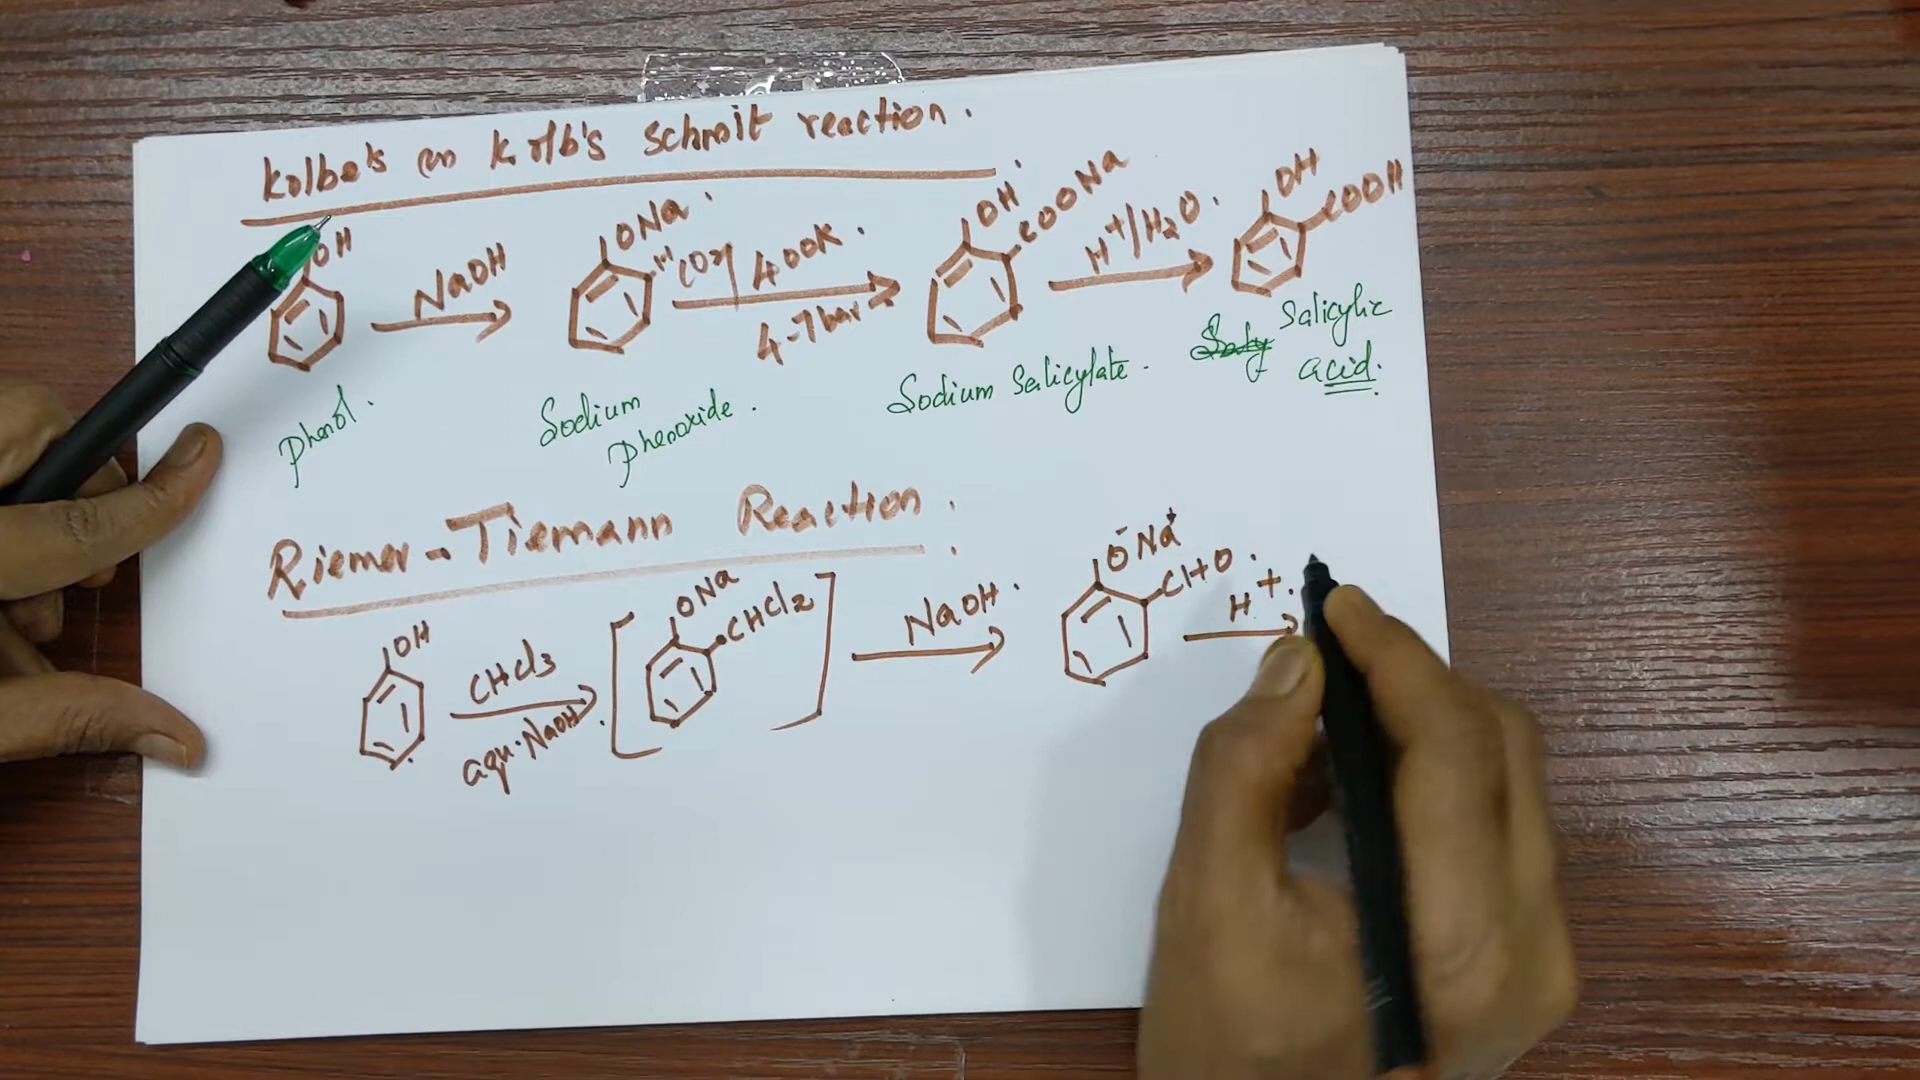 Kolbe's (or) Kolb's Schmit reaction.
OH NaOH ONa H CO2/400K. 4-7 bar OH COONa H+/H2O. OH COOH
Phenol. Sodium phenoxide. Sodium Salicylate. Salicylic acid.
Riemer-Tiemann Reaction.
OH CHCl3 aqu.NaOH. [ONa CHCl2] NaOH. O-Na+ CHO. H+.